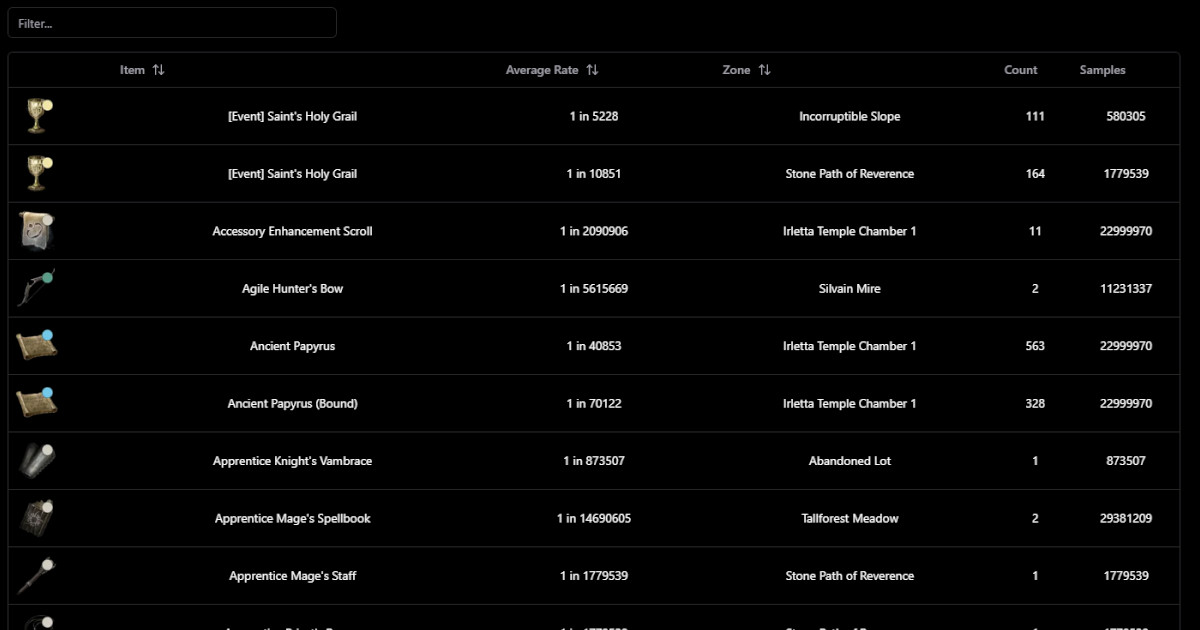 Filter...
Item Average Rate Zone Count Samples
[Event] Saint's Holy Grail 1 in 5228 Incorruptible Slope 111 580305
[Event] Saint's Holy Grail 1 in 10851 Stone Path of Reverence 164 1779539
Accessory Enhancement Scroll 1 in 2090906 Irletta Temple Chamber 1 11 22999970
Agile Hunter's Bow 1 in 5615669 Silvain Mire 2 11231337
Ancient Papyrus 1 in 40853 Irletta Temple Chamber 1 563 22999970
Ancient Papyrus (Bound) 1 in 70122 Irletta Temple Chamber 1 328 22999970
Apprentice Knight's Vambrace 1 in 873507 Abandoned Lot 1 873507
Apprentice Mage's Spellbook 1 in 14690605 Tallforest Meadow 2 29381209
Apprentice Mage's Staff 1 in 1779539 Stone Path of Reverence 1 1779539